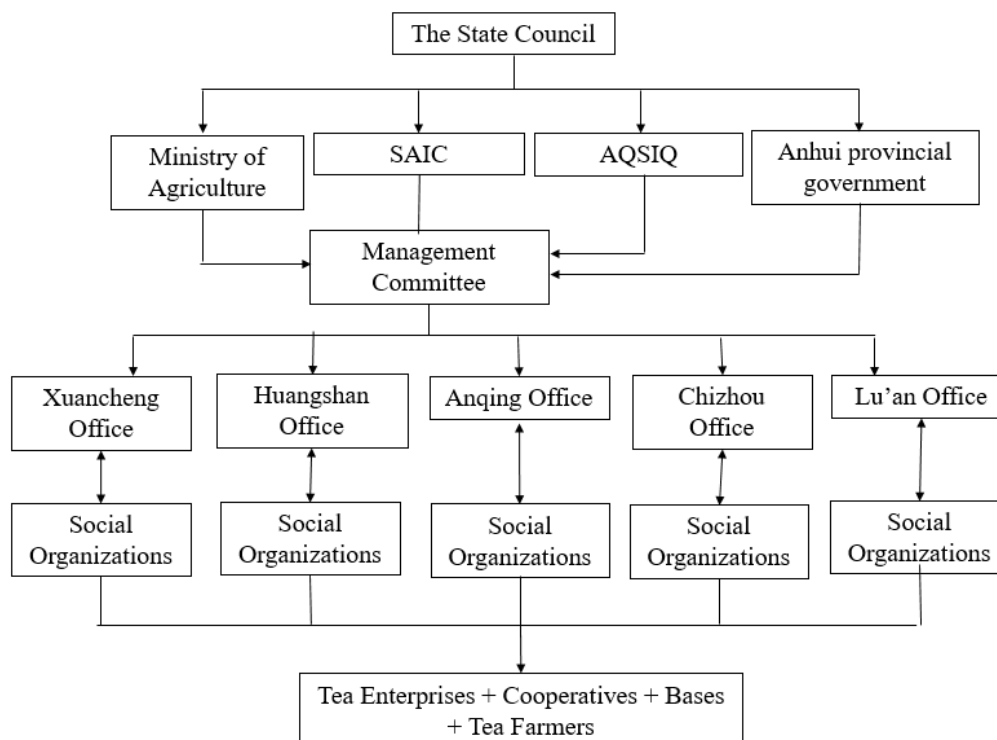 The State Council
Ministry of
Agriculture
SAIC
AQSIQ
Anhui provincial
government
Management
Committee
Xuancheng
Office
Huangshan
Office
Anqing Office
Chizhou
Office
Lu’an Office
Social
Organizations
Social
Organizations
Social
Organizations
Social
Organizations
Social
Organizations
Tea Enterprises + Cooperatives + Bases
+ Tea Farmers